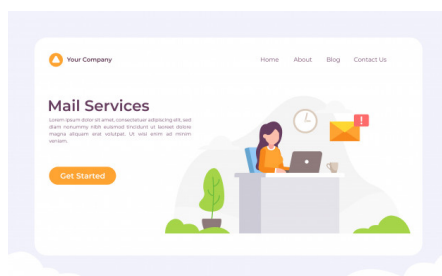 Your Company
Home About Blog Contact Us
Mail Services
Lorem ipsum dolor sit amet, consectetuer adipiscing elit, sed
diam nonummy nibh euismod tincidunt ut laoreet dolore
magna aliquam erat volutpat. Ut wisi enim ad minim
veniam,
Get Started
!